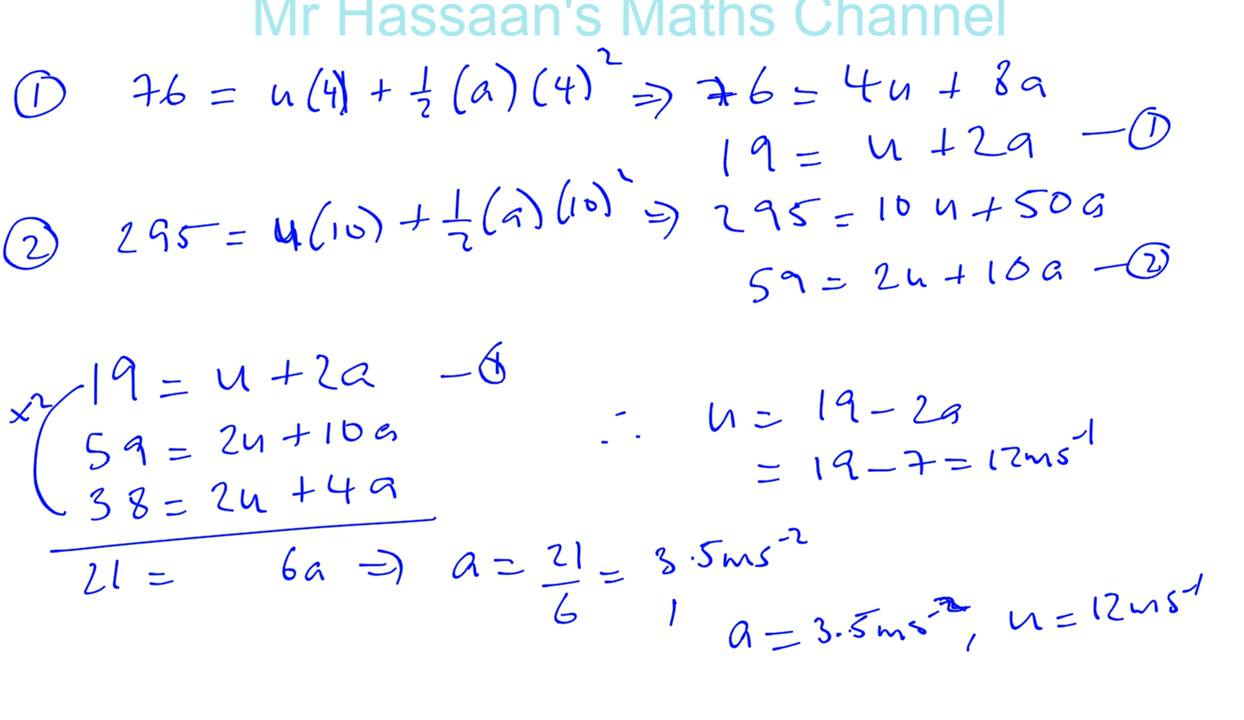 Mr Hassaan's Maths Channel
① 76 = u(4) + ½(a)(4)² ⇒ 76 = 4u + 8a
19 = u + 2a —①
② 295 = u(10) + ½(a)(10)² ⇒ 295 = 10u + 50a
59 = 2u + 10a —②
×2
19 = u + 2a —①
59 = 2u + 10a
38 = 2u + 4a
21 = 6a ⇒ a = 21/6 = 3.5ms⁻²
∴ u = 19 - 2a
= 19 - 7 = 12ms⁻¹
a = 3.5ms⁻², u = 12ms⁻¹